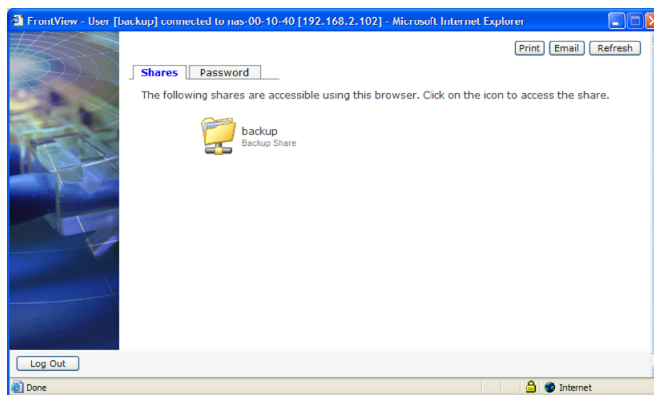 FrontView - User [backup] connected to nas-00-10-40 [192.168.2.102] - Microsoft Internet Explorer
Print Email Refresh
Shares Password
The following shares are accessible using this browser. Click on the icon to access the share.
backup
Backup Share
Log Out
Done Internet